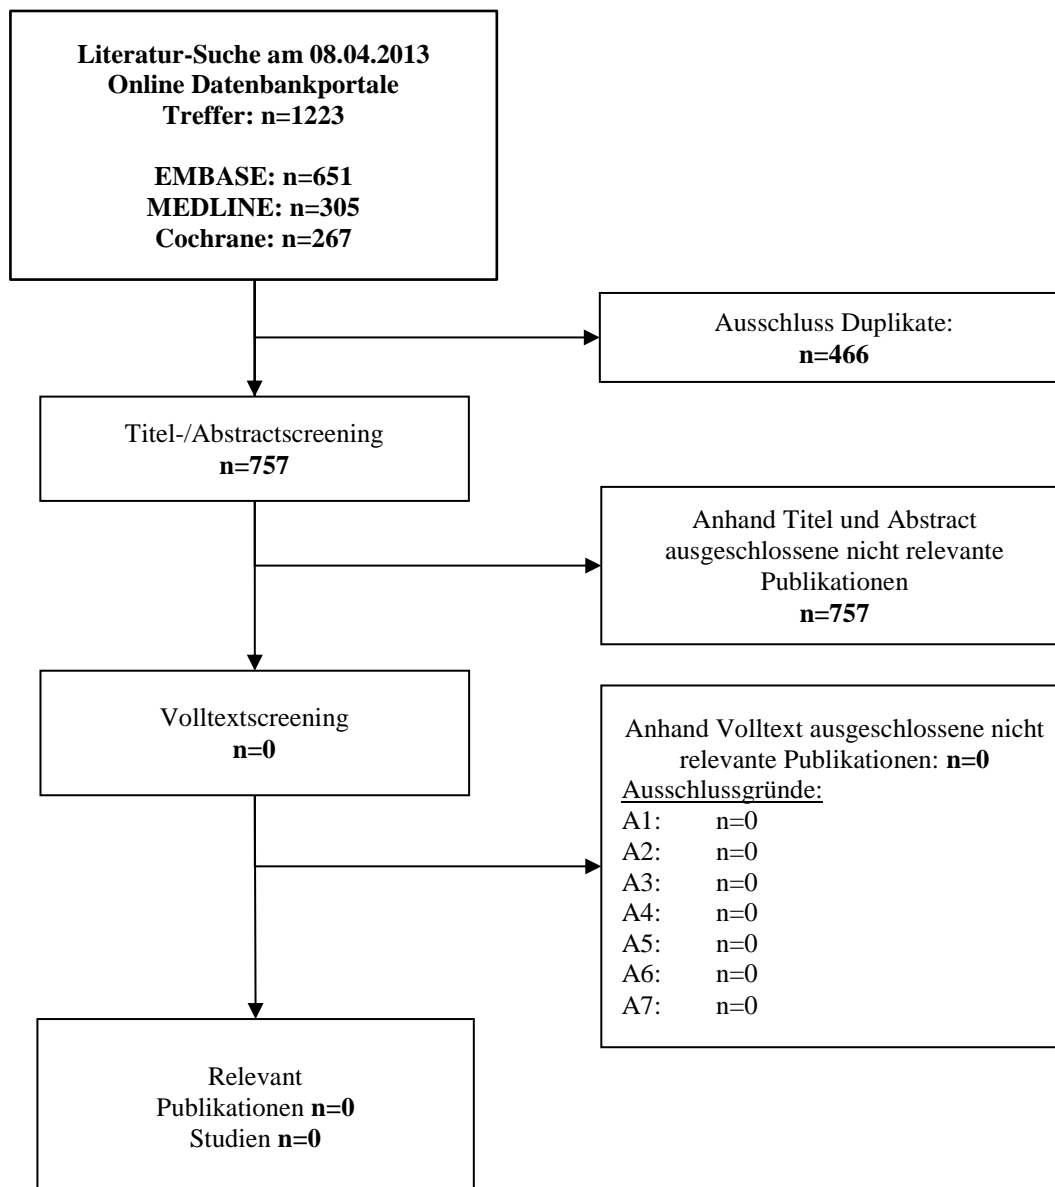 Literatur-Suche am 08.04.2013
Online Datenbankportale
Treffer: n=1223
EMBASE: n=651
MEDLINE: n=305
Cochrane: n=267
Ausschluss Duplikate:
n=466
Titel-/Abstractscreening
n=757
Anhand Titel und Abstract
ausgeschlossene nicht relevante
Publikationen
n=757
Volltextscreening
n=0
Anhand Volltext ausgeschlossene nicht
relevante Publikationen: n=0
Ausschlussgründe:
A1: n=0
A2: n=0
A3: n=0
A4: n=0
A5: n=0
A6: n=0
A7: n=0
Relevant
Publikationen n=0
Studien n=0